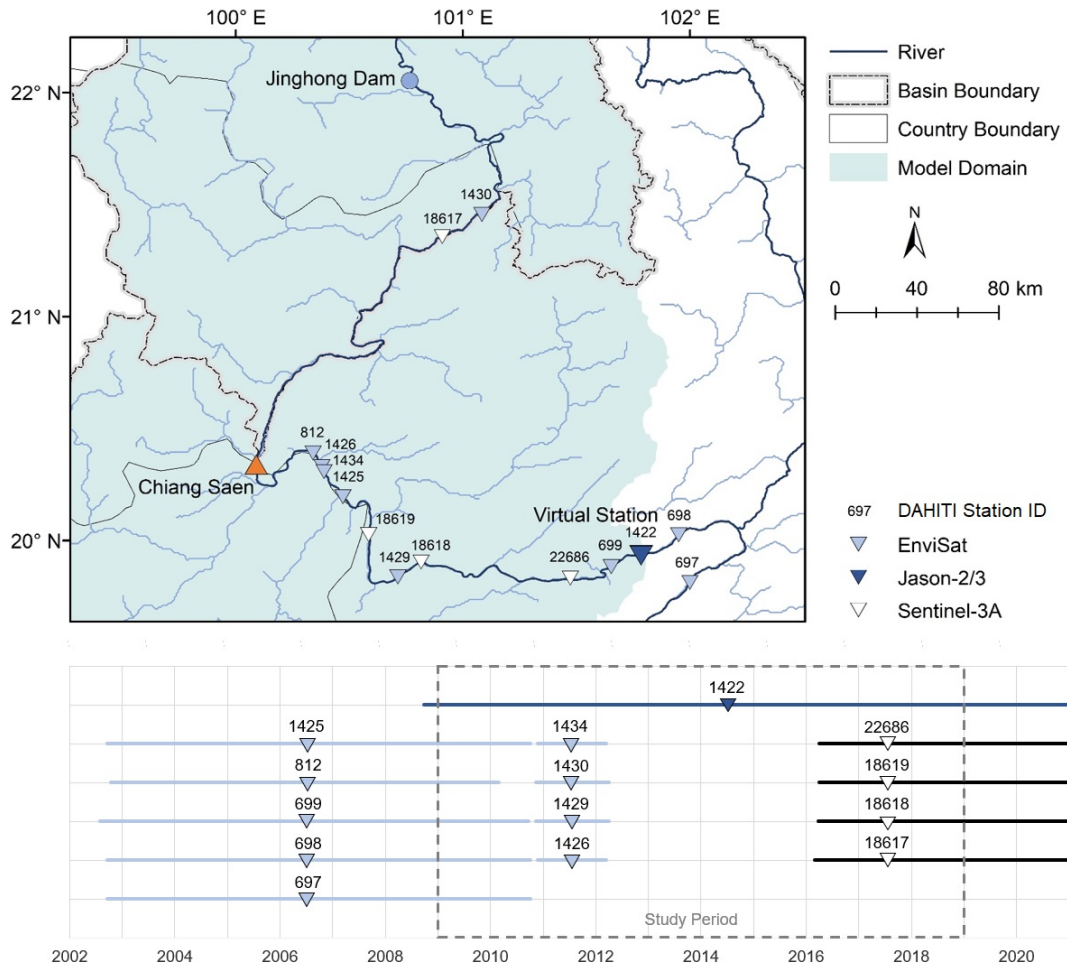 100° E 101° E 102° E
22° N
21° N
20° N
Jinghong Dam
1430
18617
812
1426
1434
1425
Chiang Saen
18619
1429
18618
22686
Virtual Station
699
1422
698
697
River
Basin Boundary
Country Boundary
Model Domain
N
0 40 80 km
697 DAHITI Station ID
EnviSat
Jason-2/3
Sentinel-3A
1422
1425 1434 22686
812 1430 18619
699 1429 18618
698 1426 18617
697
Study Period
2002 2004 2006 2008 2010 2012 2014 2016 2018 2020